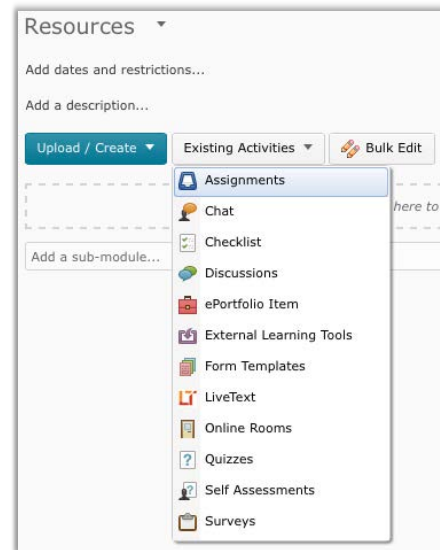 Resources
Add dates and restrictions...
Add a description...
Upload / Create Existing Activities Bulk Edit
Assignments
here to
Chat
Checklist
Add a sub-module...
Discussions
ePortfolio Item
External Learning Tools
Form Templates
LiveText
Online Rooms
Quizzes
Self Assessments
Surveys